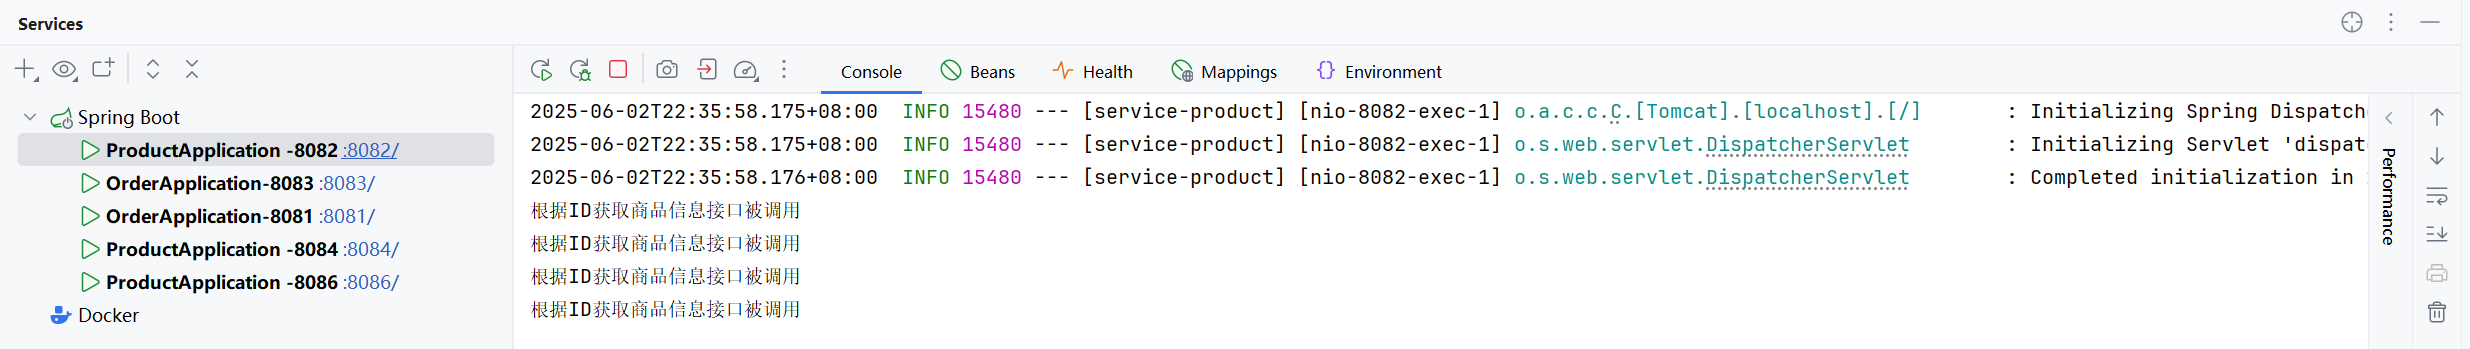 Services
Console
Beans
Health
Mappings
Environment
Spring Boot
ProductApplication -8082 :8082/
OrderApplication-8083 :8083/
OrderApplication-8081 :8081/
ProductApplication -8084 :8084/
ProductApplication -8086 :8086/
Docker
2025-06-02T22:35:58.175+08:00  INFO 15480 --- [service-product] [nio-8082-exec-1] o.a.c.c.C.[Tomcat].[localhost].[/]       : Initializing Spring Dispatch
2025-06-02T22:35:58.175+08:00  INFO 15480 --- [service-product] [nio-8082-exec-1] o.s.web.servlet.DispatcherServlet        : Initializing Servlet 'dispat
2025-06-02T22:35:58.176+08:00  INFO 15480 --- [service-product] [nio-8082-exec-1] o.s.web.servlet.DispatcherServlet        : Completed initialization in
根据ID获取商品信息接口被调用
根据ID获取商品信息接口被调用
根据ID获取商品信息接口被调用
根据ID获取商品信息接口被调用
Performance